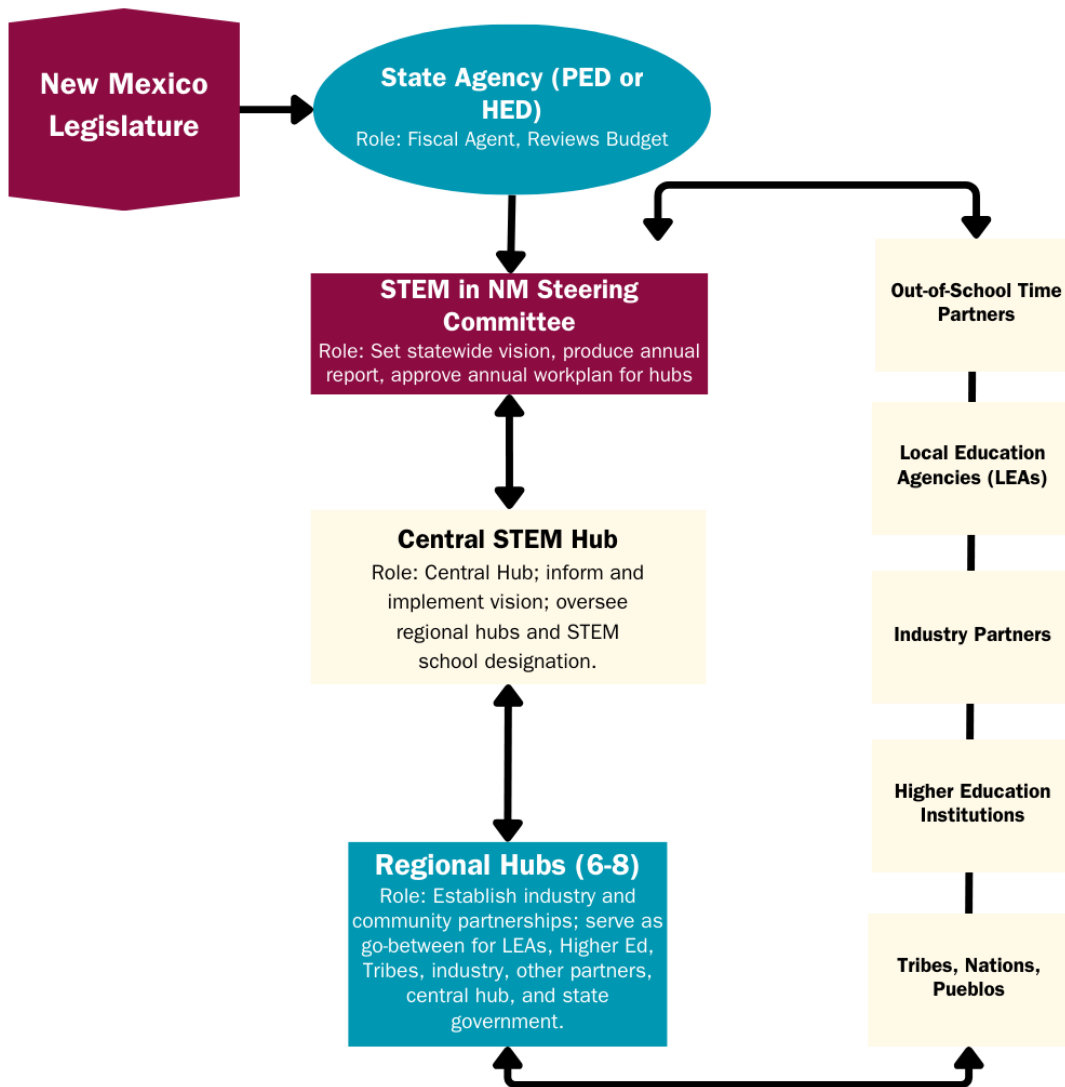 New Mexico
Legislature
State Agency (PED or
HED)
Role: Fiscal Agent, Reviews Budget
STEM in NM Steering
Committee
Role: Set statewide vision, produce annual
report, approve annual workplan for hubs
Central STEM Hub
Role: Central Hub; inform and
implement vision; oversee
regional hubs and STEM
school designation.
Regional Hubs (6-8)
Role: Establish industry and
community partnerships; serve as
go-between for LEAs, Higher Ed,
Tribes, industry, other partners,
central hub, and state
government.
Out-of-School Time
Partners
Local Education
Agencies (LEAs)
Industry Partners
Higher Education
Institutions
Tribes, Nations,
Pueblos